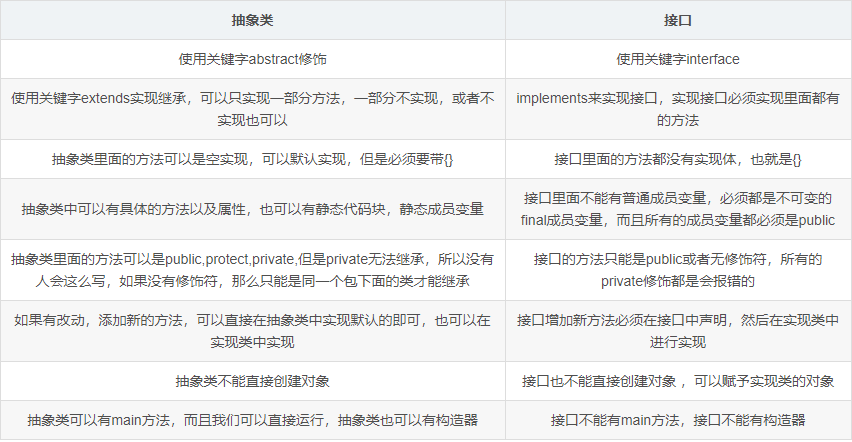 抽象类
接口
使用关键字abstract修饰
使用关键字interface
使用关键字extends实现继承，可以只实现一部分方法，一部分不实现，或者不
实现也可以
implements来实现接口，实现接口必须实现里面都有
的方法
抽象类里面的方法可以是空实现，可以默认实现，但是必须要带{}
接口里面的方法都没有实现体，也就是{}
抽象类中可以有具体的方法以及属性，也可以有静态代码块，静态成员变量
接口里面不能有普通成员变量，必须都是不可变的
final成员变量，而且所有的成员变量都必须是public
抽象类里面的方法可以是public,protect,private,但是private无法继承，所以没有
人会这么写，如果没有修饰符，那么只能是同一个包下面的类才能继承
接口的方法只能是public或者无修饰符，所有的
private修饰都是会报错的
如果有改动，添加新的方法，可以直接在抽象类中实现默认的即可，也可以在
实现类中实现
接口增加新方法必须在接口中声明，然后在实现类中
进行实现
抽象类不能直接创建对象
接口也不能直接创建对象 ，可以赋予实现类的对象
抽象类可以有main方法，而且我们可以直接运行，抽象类也可以有构造器
接口不能有main方法，接口不能有构造器